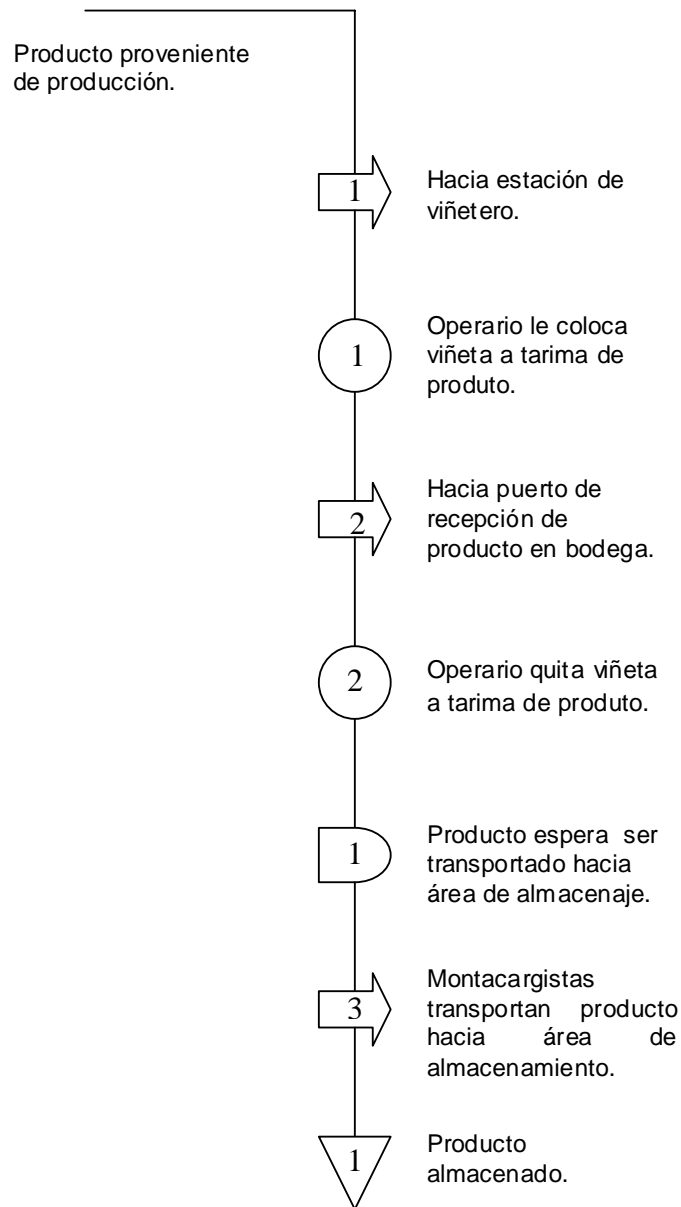 Producto proveniente
de producción.
1
Hacia estación de
viñetero.
1
Operario le coloca
viñeta a tarima de
produto.
2
Hacia puerto de
recepción de
producto en bodega.
2
Operario quita viñeta
a tarima de produto.
1
Producto espera ser
transportado hacia
área de almacenaje.
3
Montacargistas
transportan producto
hacia área de
almacenamiento.
1
Producto
almacenado.